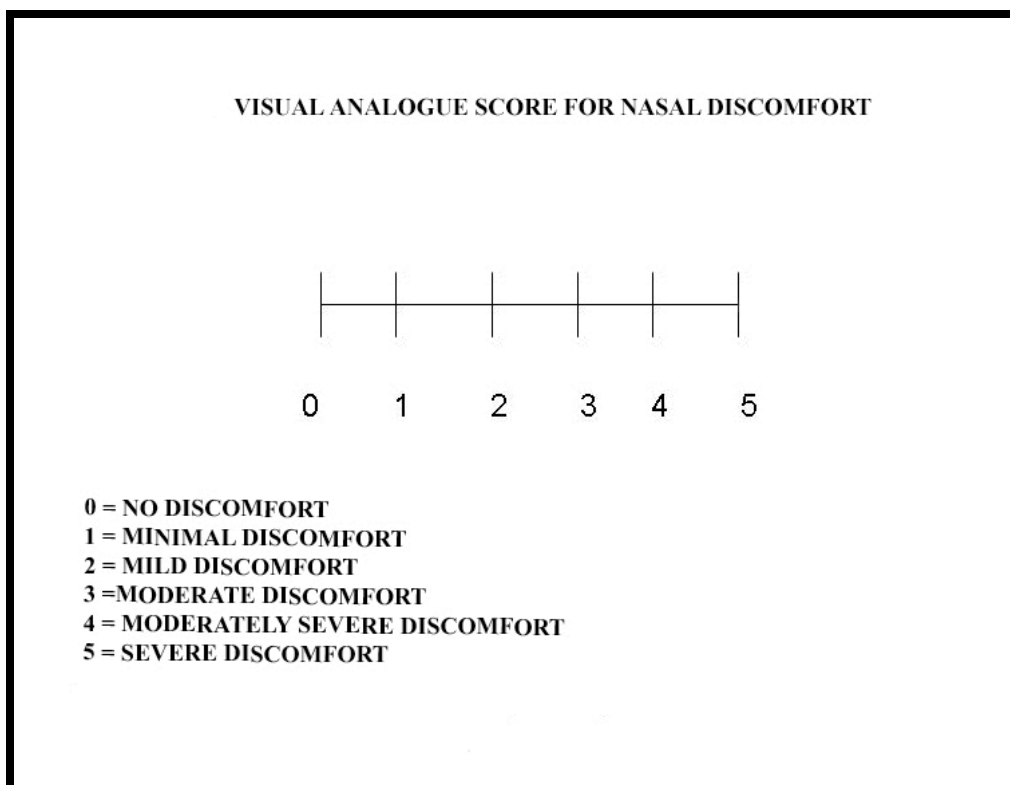 VISUAL ANALOGUE SCORE FOR NASAL DISCOMFORT
0 1 2 3 4 5
0 = NO DISCOMFORT
1 = MINIMAL DISCOMFORT
2 = MILD DISCOMFORT
3 =MODERATE DISCOMFORT
4 = MODERATELY SEVERE DISCOMFORT
5 = SEVERE DISCOMFORT